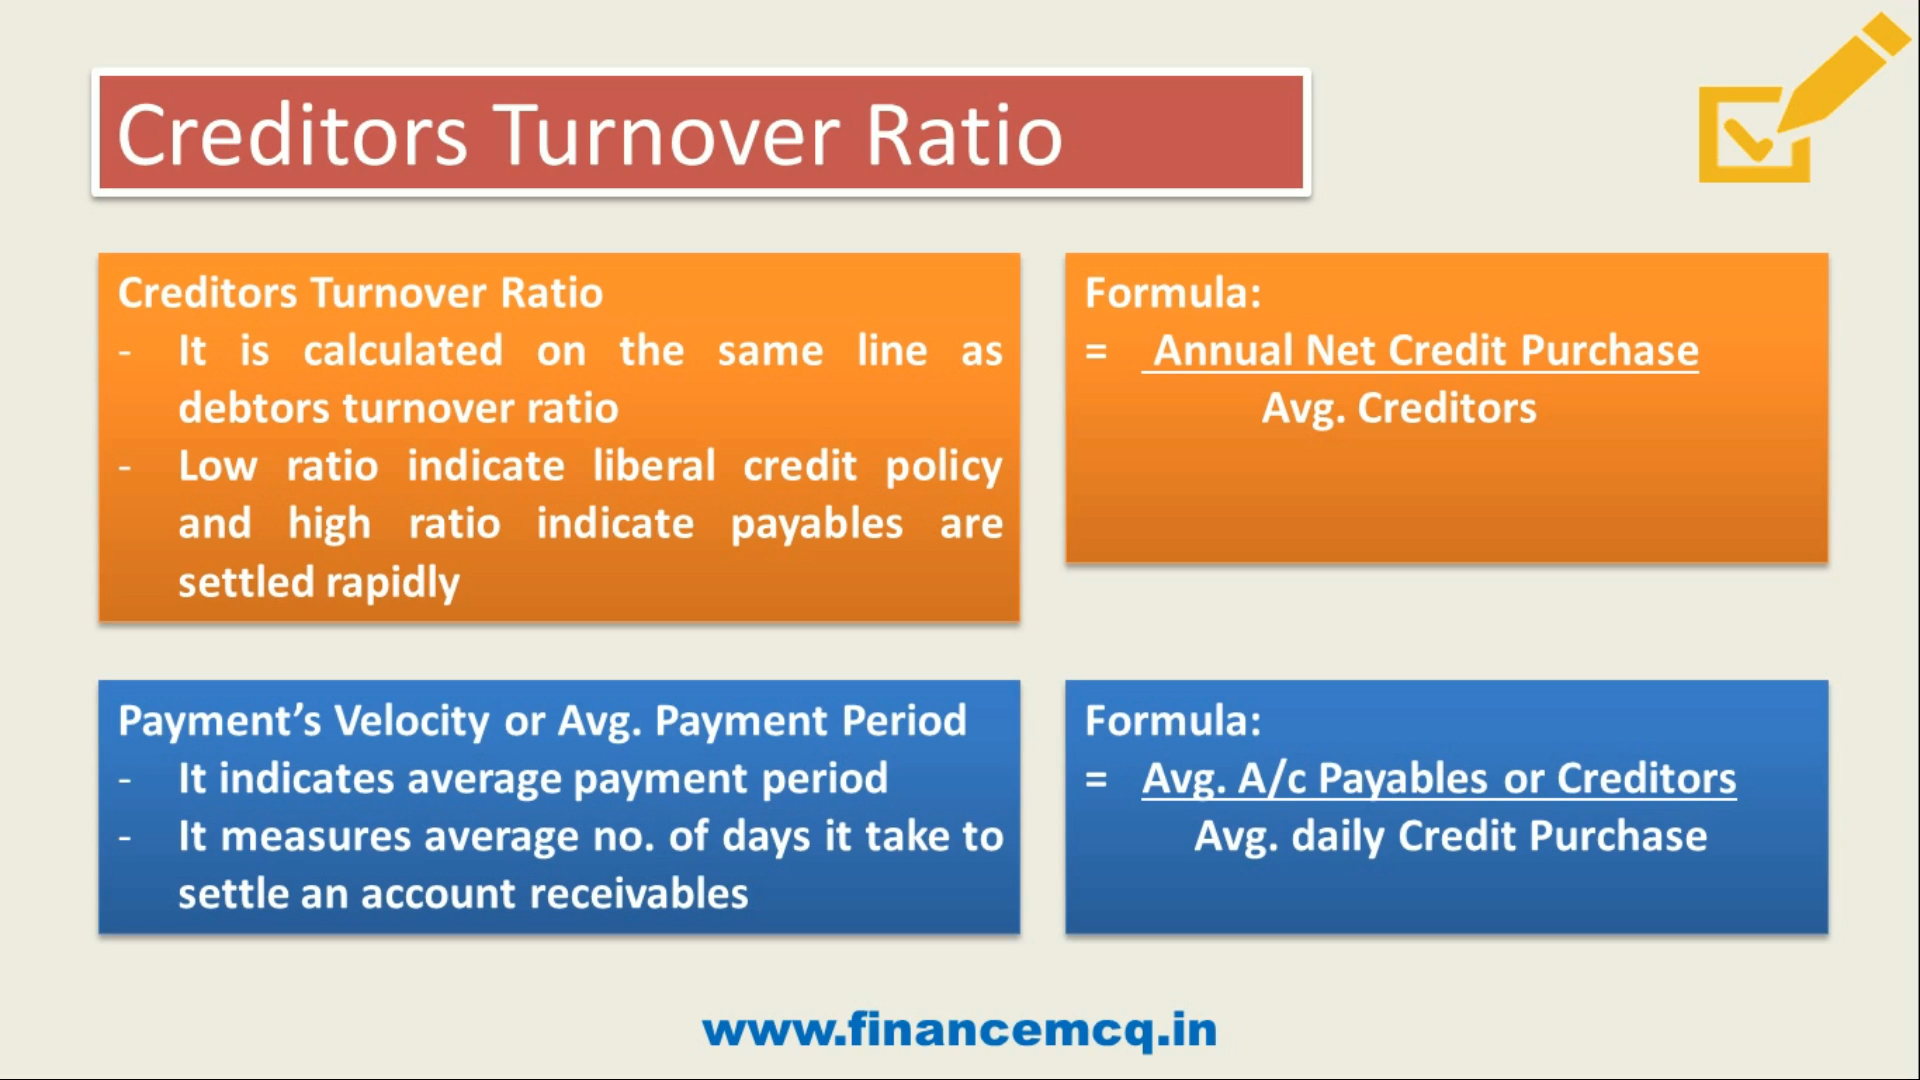 Creditors Turnover Ratio
Creditors Turnover Ratio
- It is calculated on the same line as
debtors turnover ratio
- Low ratio indicate liberal credit policy
and high ratio indicate payables are
settled rapidly
Formula:
= Annual Net Credit Purchase
Avg. Creditors
Payment’s Velocity or Avg. Payment Period
- It indicates average payment period
- It measures average no. of days it take to
settle an account receivables
Formula:
= Avg. A/c Payables or Creditors
Avg. daily Credit Purchase
www.financemcq.in